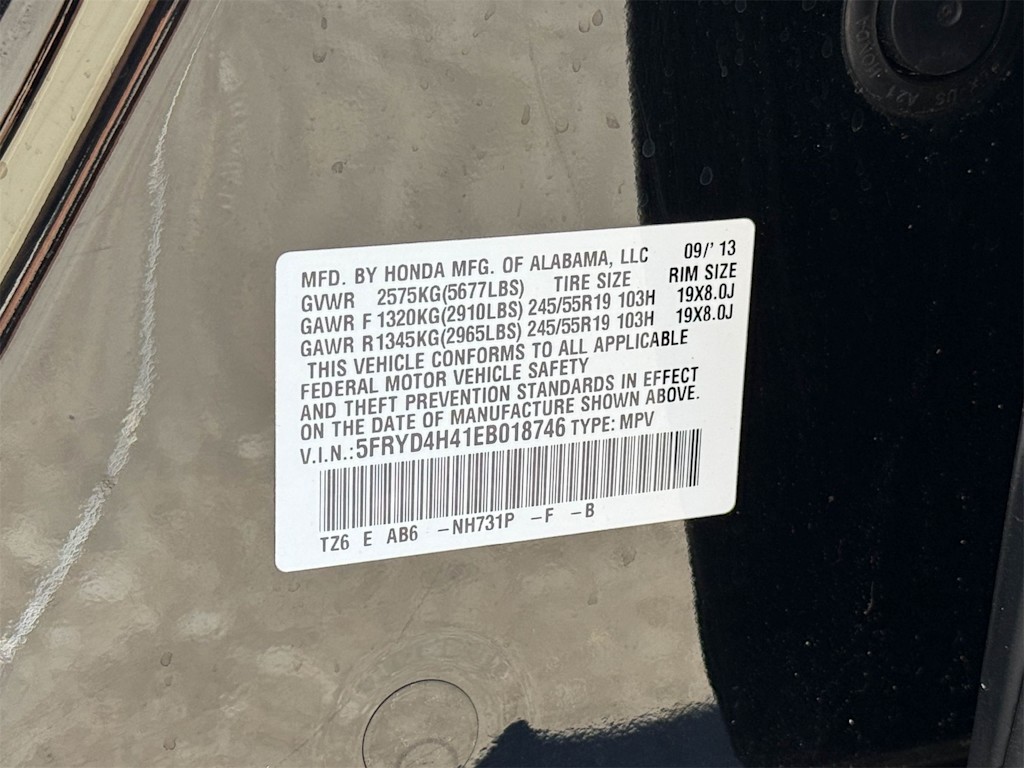 MFD. BY HONDA MFG. OF ALABAMA, LLC 09/' 13
GVWR 2575KG(5677LBS) TIRE SIZE RIM SIZE
GAWR F 1320KG(2910LBS) 245/55R19 103H 19X8.0J
GAWR R1345KG(2965LBS) 245/55R19 103H 19X8.0J
THIS VEHICLE CONFORMS TO ALL APPLICABLE
FEDERAL MOTOR VEHICLE SAFETY
AND THEFT PREVENTION STANDARDS IN EFFECT
ON THE DATE OF MANUFACTURE SHOWN ABOVE.
V.I.N.:5FRYD4H41EB018746 TYPE: MPV
TZ6 E AB6 -NH731P -F -B